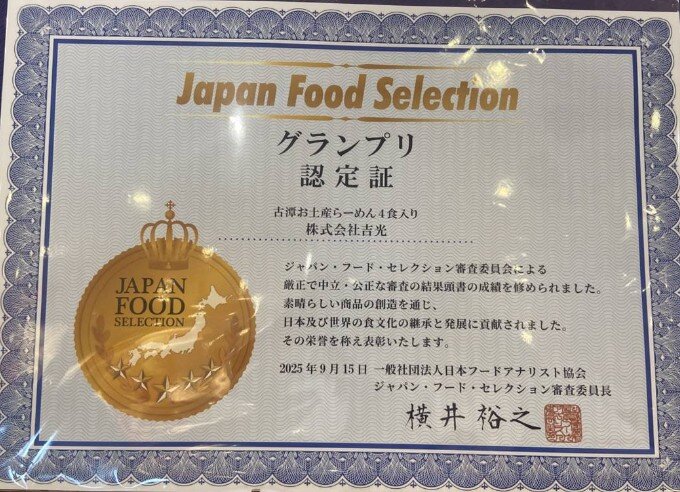 Japan Food Selection
グランプリ
認定証
古潭お土産らーめん4食入り
株式会社吉光
JAPAN
FOOD
SELECTION
ジャパン・フード・セレクション審査委員会による
厳正で中立・公正な審査の結果頭書の成績を修められました。
素晴らしい商品の創造を通じ、
日本及び世界の食文化の継承と発展に貢献されました。
その栄誉を称え表彰いたします。
2025年9月15日 一般社団法人日本フードアナリスト協会
ジャパン・フード・セレクション審査委員長
横井裕之